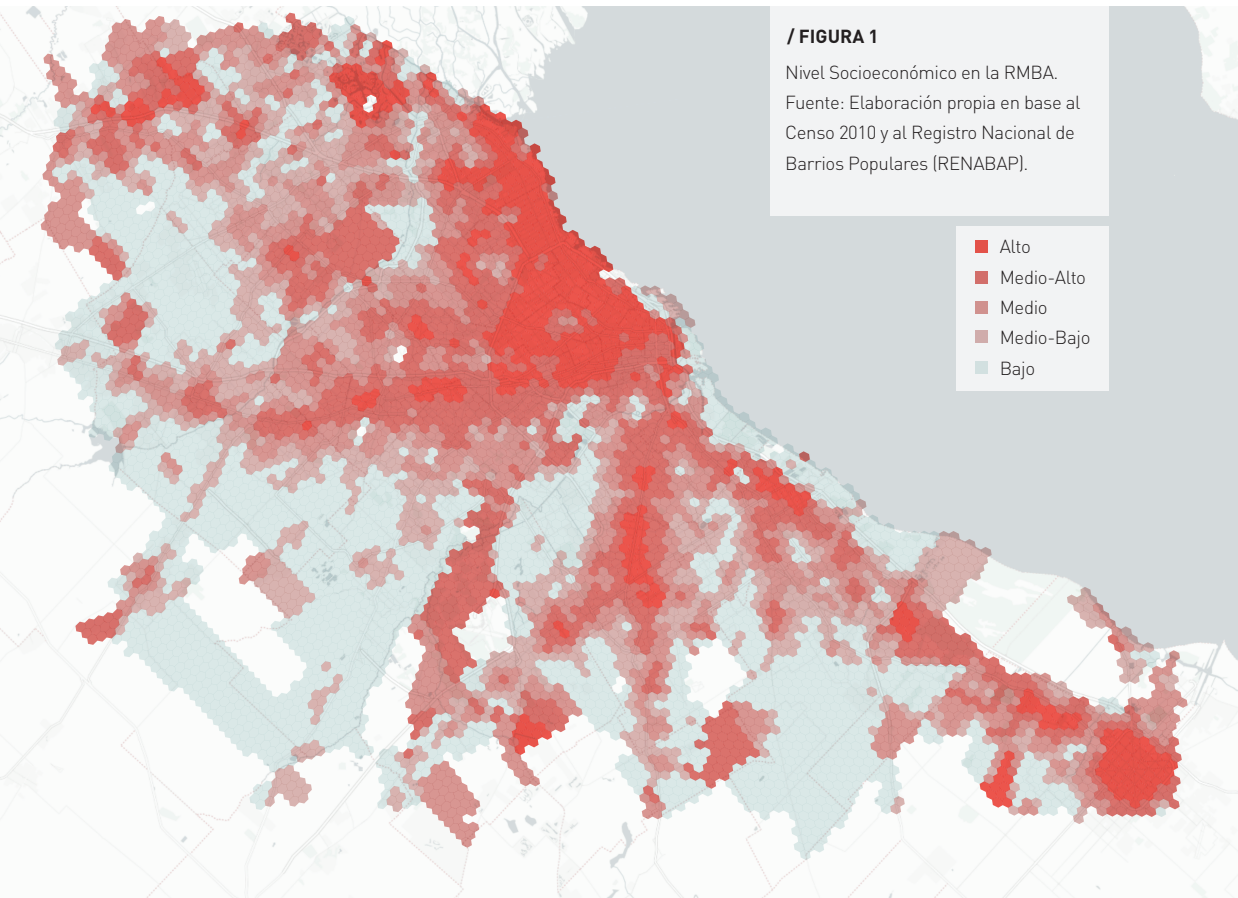 / FIGURA 1
Nivel Socioeconómico en la RMBA.
Fuente: Elaboración propia en base al
Censo 2010 y al Registro Nacional de
Barrios Populares (RENABAP).
Alto
Medio-Alto
Medio
Medio-Bajo
Bajo